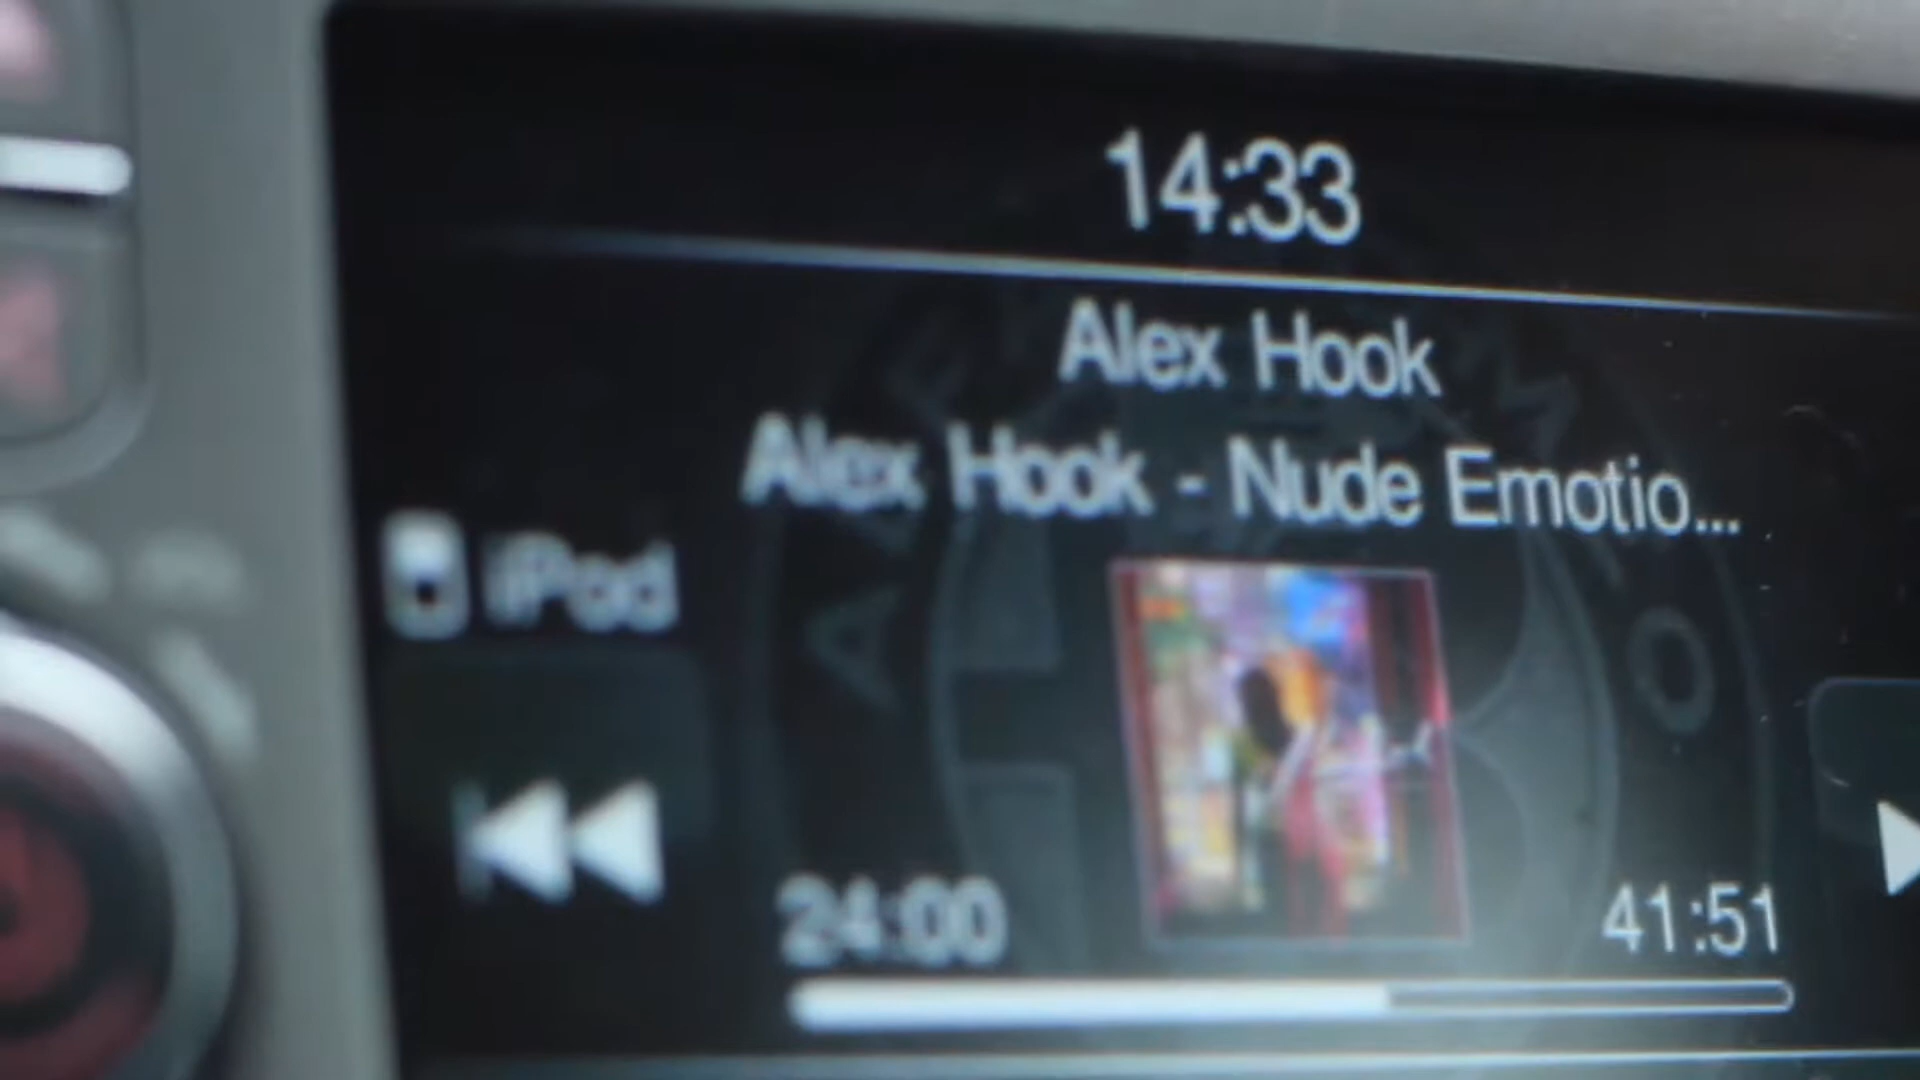 14:33
Alex Hook
Alex Hook - Nude Emotio...
iPod
24:00
41:51